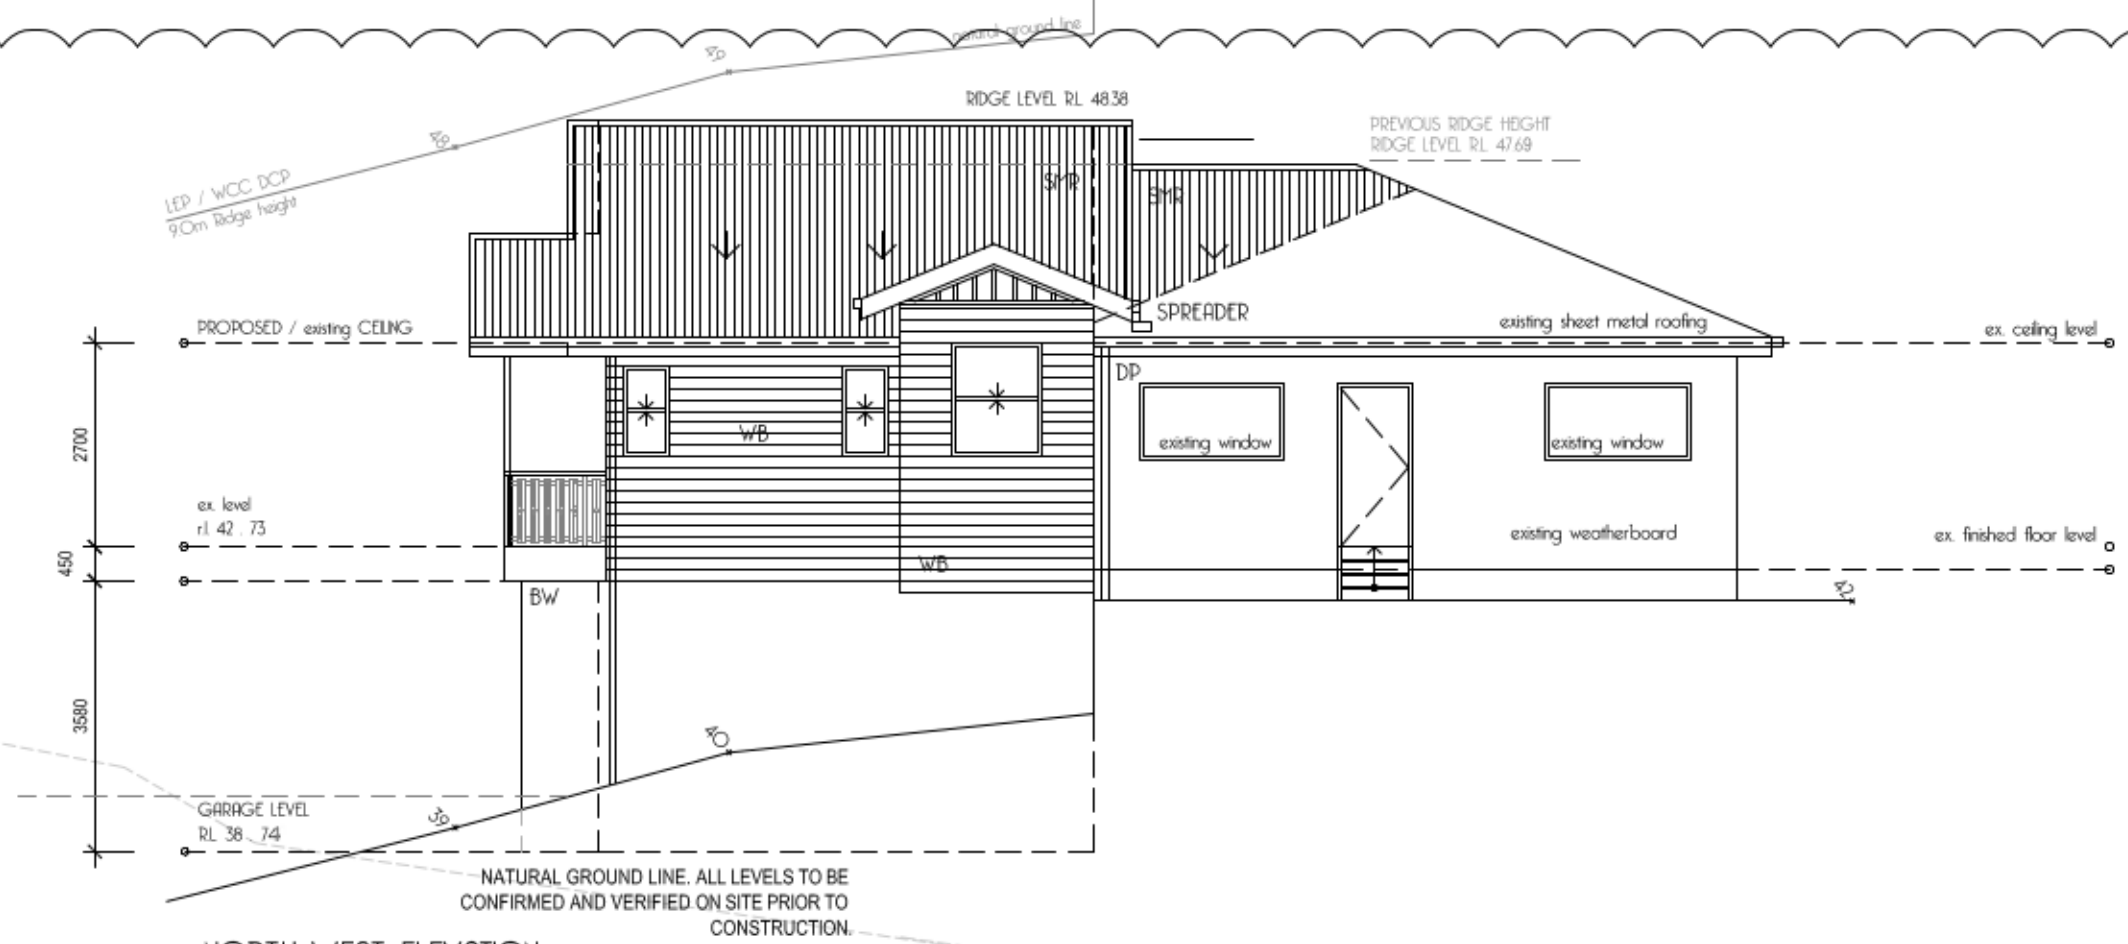 natural ground line
49
RIDGE LEVEL RL 48.38
PREVIOUS RIDGE HEIGHT
RIDGE LEVEL RL 47.69
48
LEP / WCC DCP
9.0m Ridge height
SMR
SMR
SPREADER
PROPOSED / existing CEILING
existing sheet metal roofing
ex. ceiling level
DP
WB
existing window
existing window
2700
ex. level
r.l. 42 . 73
existing weatherboard
ex. finished floor level
450
WB
BW
42
3580
40
39
GARAGE LEVEL
RL 38 . 74
NATURAL GROUND LINE. ALL LEVELS TO BE
CONFIRMED AND VERIFIED ON SITE PRIOR TO
CONSTRUCTION.
NORTH WEST ELEVATION